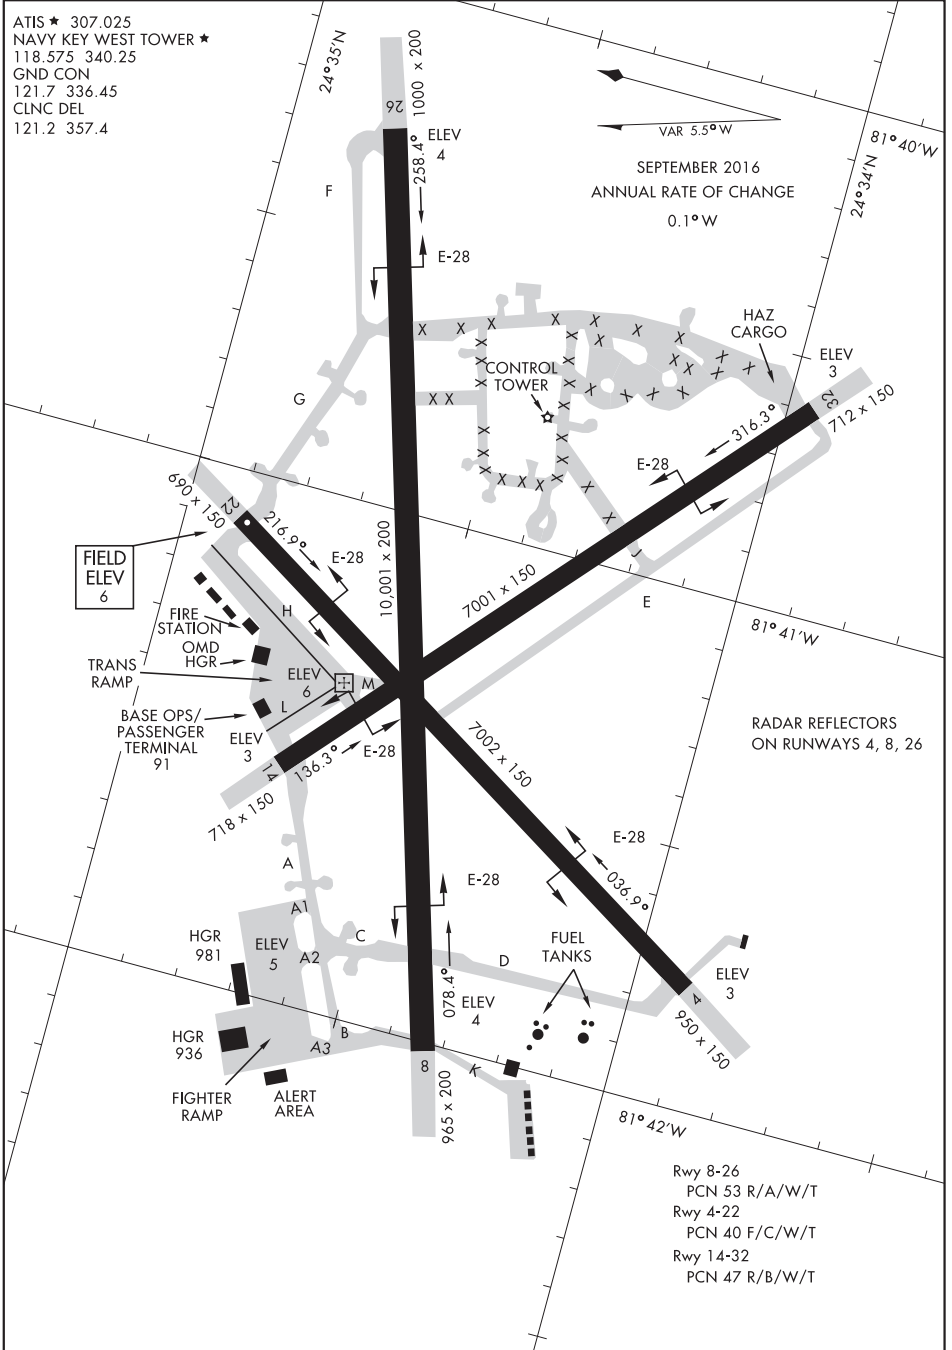 ATIS ★ 307.025
NAVY KEY WEST TOWER ★
118.575 340.25
GND CON
121.7 336.45
CLNC DEL
121.2 357.4
24°35'N
1000 x 200
26
ELEV
4
258.4°
F
E-28
VAR 5.5°W
81°40'W
SEPTEMBER 2016
ANNUAL RATE OF CHANGE
0.1°W
24°34'N
X X X X X X
HAZ
CARGO
ELEV
3
32
712 x 150
CONTROL
TOWER
X X
316.3°
E-28
G
690 x 150
22
216.9°
E-28
10,001 x 200
7001 x 150
J
E
81°41'W
FIELD
ELEV
6
FIRE
STATION
OMD
HGR
H
TRANS
RAMP
ELEV
6
M
L
BASE OPS/
PASSENGER
TERMINAL
91
ELEV
3
14
136.3°
E-28
718 x 150
7002 x 150
RADAR REFLECTORS
ON RUNWAYS 4, 8, 26
E-28
036.9°
A
E-28
A1
HGR
981
ELEV
5
A2
C
D
FUEL
TANKS
078.4°
ELEV
4
ELEV
3
4
950 x 150
HGR
936
B
A3
K
8
965 x 200
FIGHTER
RAMP
ALERT
AREA
81°42'W
Rwy 8-26
PCN 53 R/A/W/T
Rwy 4-22
PCN 40 F/C/W/T
Rwy 14-32
PCN 47 R/B/W/T